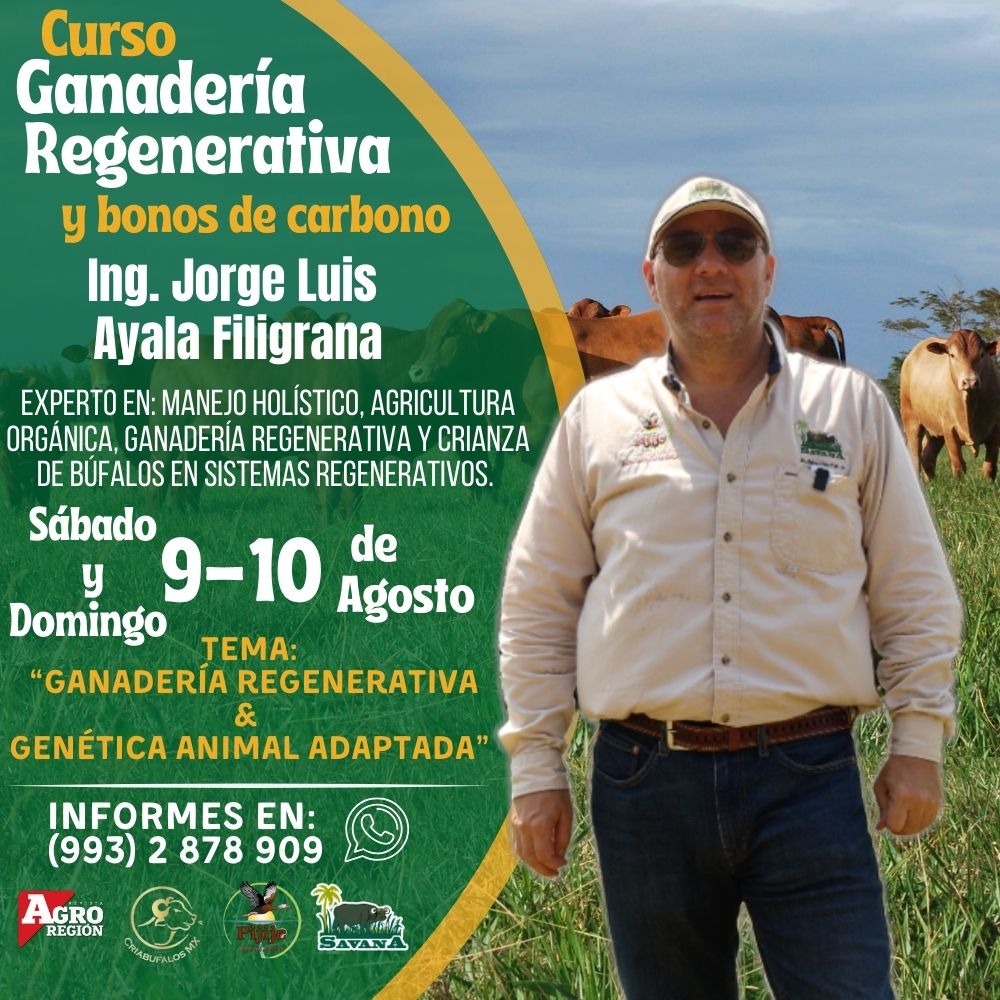 Curso
Ganadería
Regenerativa
y bonos de carbono
Ing. Jorge Luis
Ayala Filigrana
EXPERTO EN: MANEJO HOLÍSTICO, AGRICULTURA
ORGÁNICA, GANADERÍA REGENERATIVA Y CRIANZA
DE BÚFALOS EN SISTEMAS REGENERATIVOS.
Sábado
y
Domingo
9-10
de
Agosto
TEMA:
“GANADERÍA REGENERATIVA
&
GENÉTICA ANIMAL ADAPTADA”
INFORMES EN:
(993) 2 878 909
REVISTA
AGRO
REGIÓN
CRIABUFALOS MX
Pijije
SAVANA